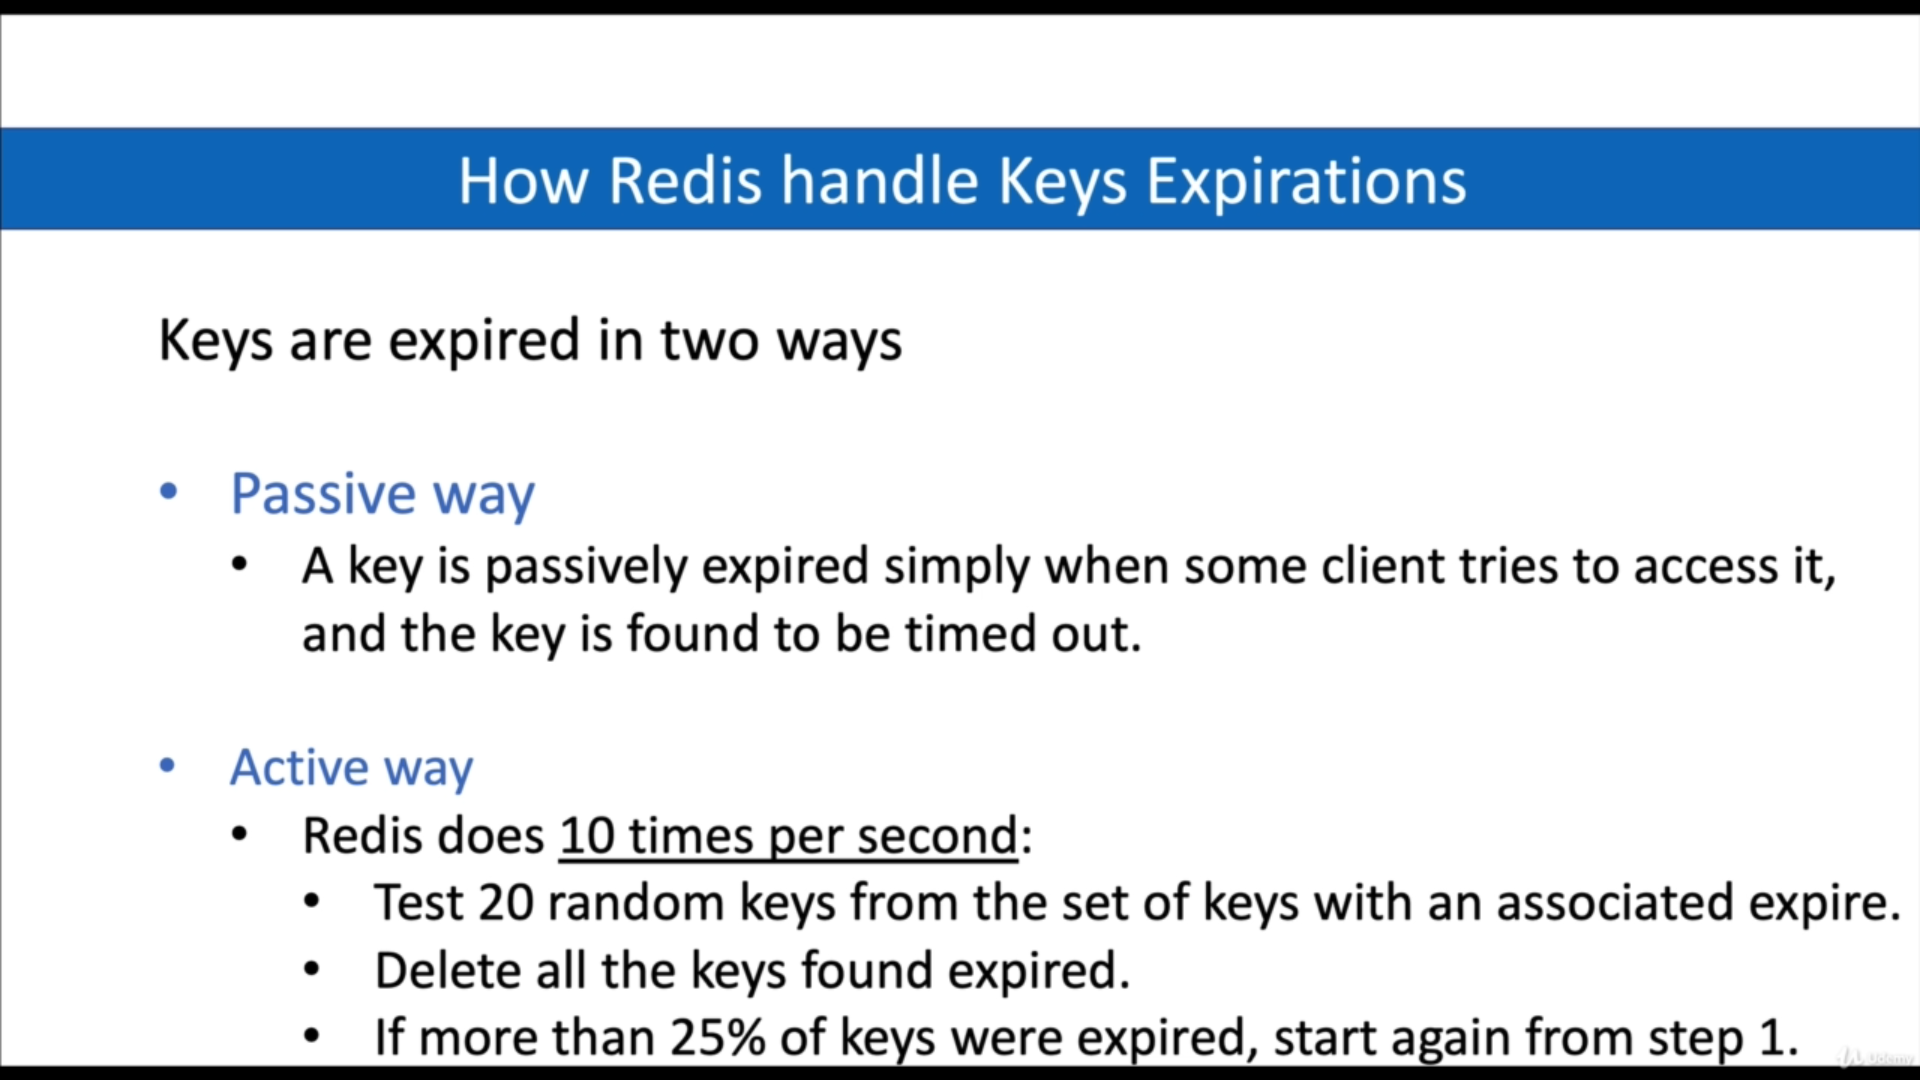 How Redis handle Keys Expirations
Keys are expired in two ways
• Passive way
• A key is passively expired simply when some client tries to access it,
and the key is found to be timed out.
• Active way
• Redis does 10 times per second:
• Test 20 random keys from the set of keys with an associated expire.
• Delete all the keys found expired.
• If more than 25% of keys were expired, start again from step 1.
Udemy